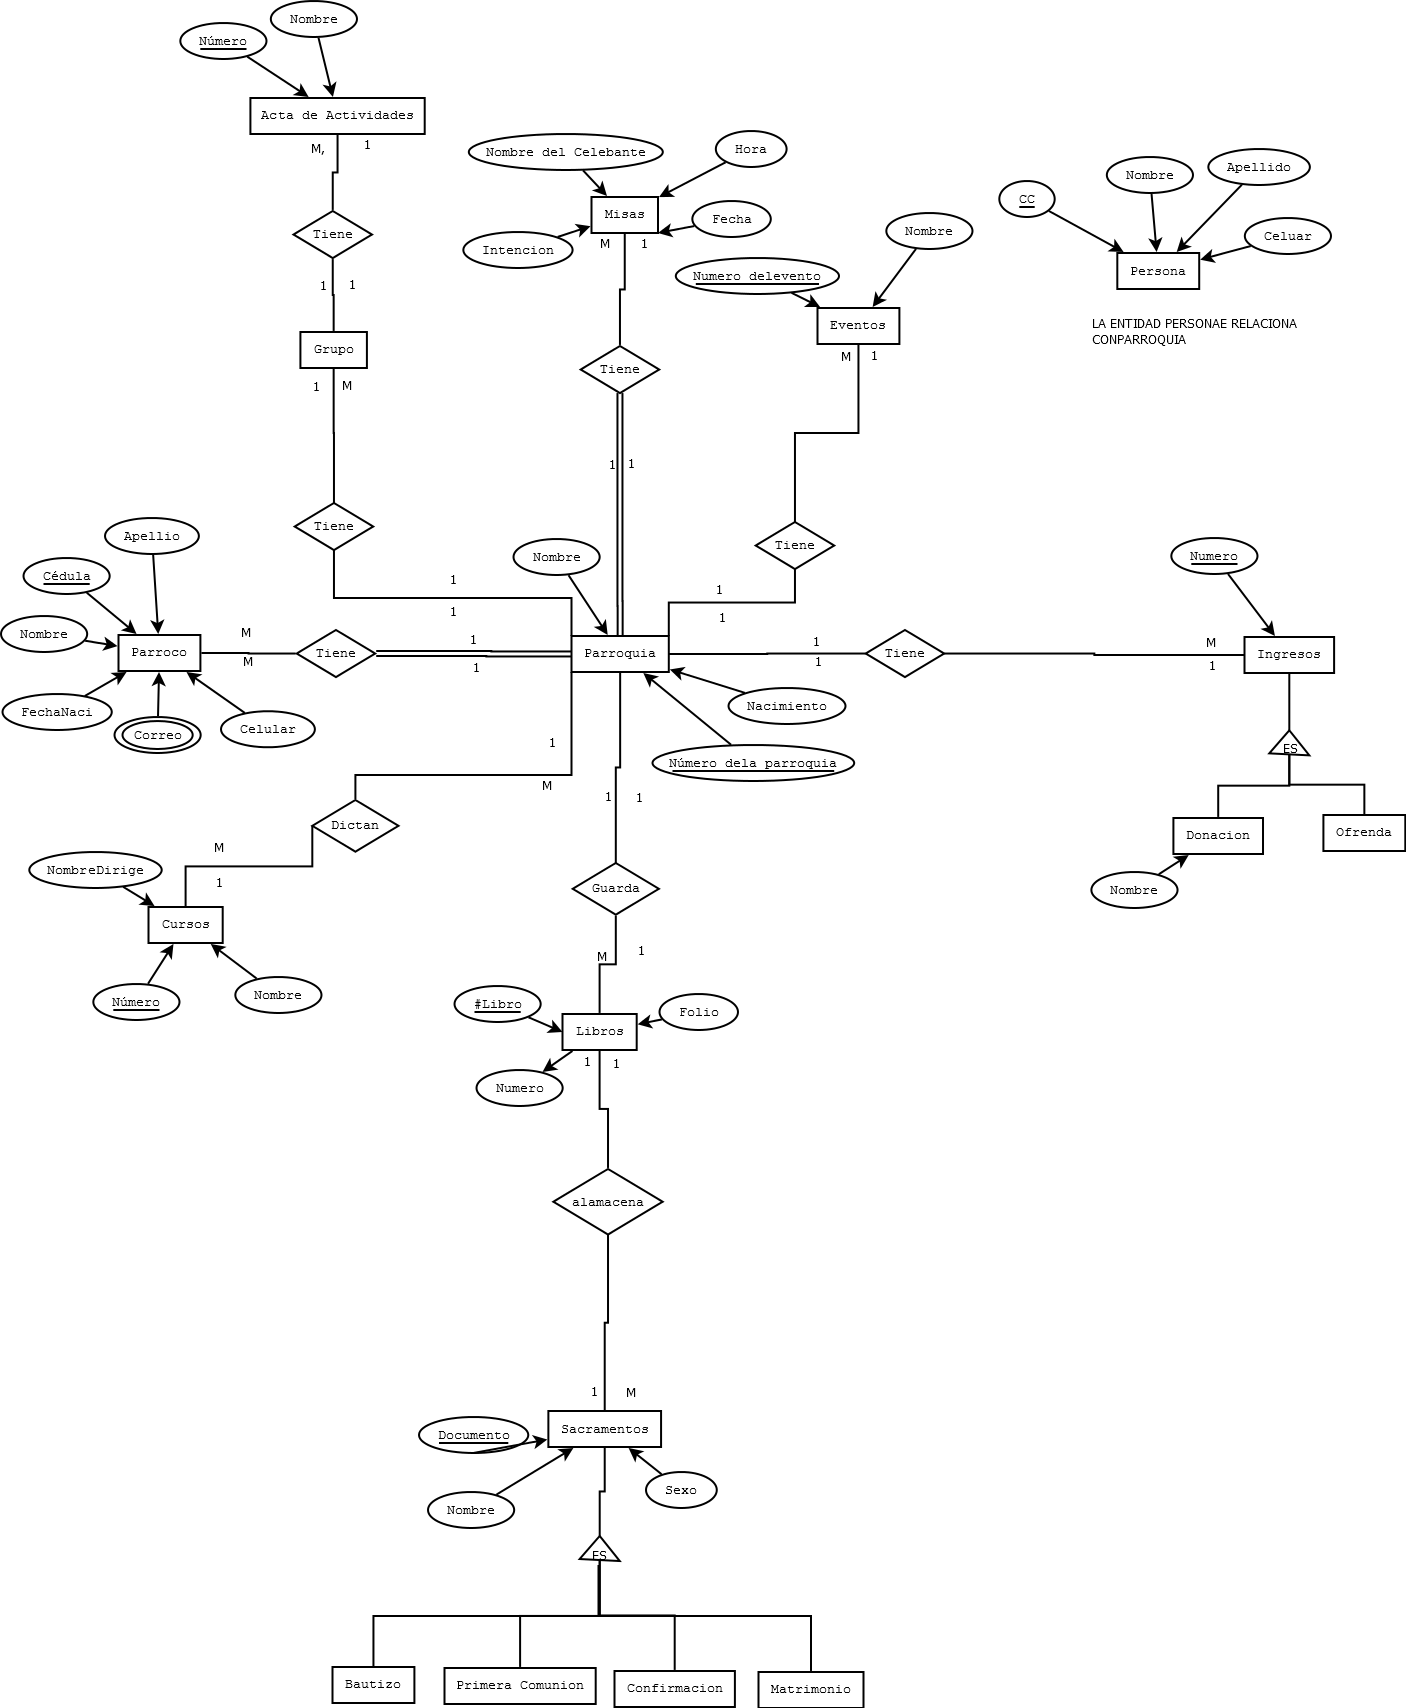 Nombre
Número
Acta de Actividades
M,
1
Tiene
1
1
Grupo
1
M
Tiene
1
1
Nombre del Celebante
Hora
Misas
Fecha
Intencion
M
1
Tiene
1
1
Nombre
Numero delevento
Eventos
M
1
Tiene
1
1
CC
Nombre
Apellido
Celuar
Persona
LA ENTIDAD PERSONAE RELACIONA
CONPARROQUIA
Apellio
Cédula
Nombre
Parroco
FechaNaci
Correo
Celular
M
M
Tiene
1
1
Nombre
Parroquia
Nacimiento
Número dela parroquia
1
1
Tiene
M
1
Numero
Ingresos
ES
Donacion
Ofrenda
Nombre
1
M
Dictan
M
1
NombreDirige
Cursos
Número
Nombre
1
1
Guarda
M
1
#Libro
Folio
Libros
Numero
1
1
alamacena
1
M
Documento
Sacramentos
Nombre
Sexo
ES
Bautizo
Primera Comunion
Confirmacion
Matrimonio